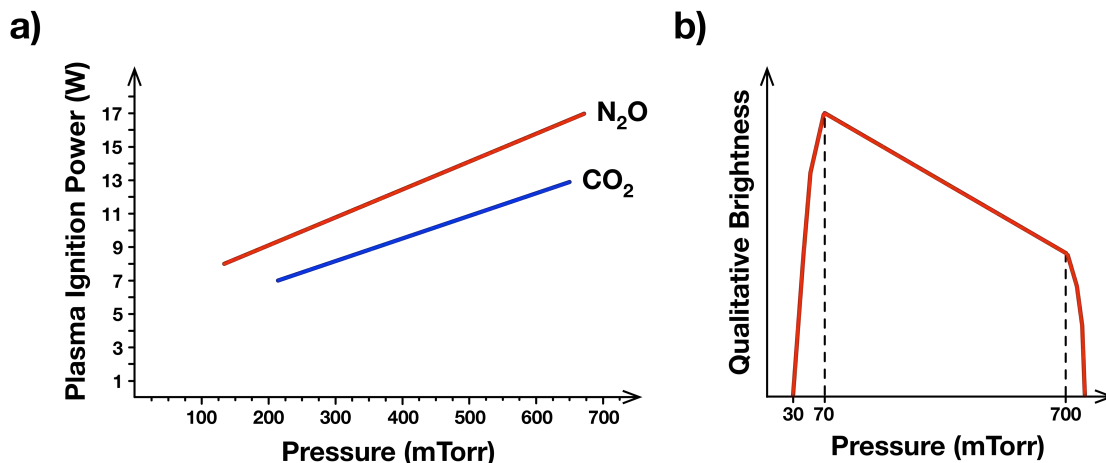 a)
Plasma Ignition Power (W)
17
15
13
11
9
7
5
3
1
100 200 300 400 500 600 700
Pressure (mTorr)
N₂O
CO₂
b)
Qualitative Brightness
30 70 700
Pressure (mTorr)